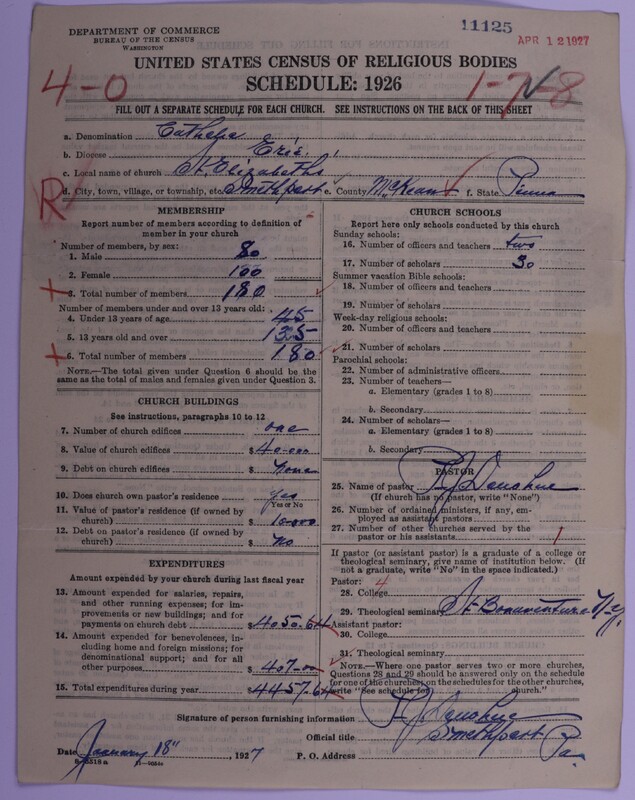 DEPARTMENT OF COMMERCE
BUREAU OF THE CENSUS
WASHINGTON
11125
APR 12 1927
UNITED STATES CENSUS OF RELIGIOUS BODIES
SCHEDULE: 1926
4-0
1-7-8
FILL OUT A SEPARATE SCHEDULE FOR EACH CHURCH. SEE INSTRUCTIONS ON THE BACK OF THIS SHEET
a. Denomination Catholic
b. Diocese Erie
c. Local name of church St. Elizabeths
d. City, town, village, or township, etc. Smethport e. County McKean f. State Penna
R
MEMBERSHIP
Report number of members according to definition of
member in your church
Number of members, by sex:
1. Male 80
2. Female 100
3. Total number of members 180
Number of members under and over 13 years old:
4. Under 13 years of age 45
5. 13 years old and over 135
6. Total number of members 180
NOTE.—The total given under Question 6 should be
the same as the total of males and females given under Question 3.
CHURCH BUILDINGS
See instructions, paragraphs 10 to 12
7. Number of church edifices one
8. Value of church edifices $ 40-000
9. Debt on church edifices $ None
10. Does church own pastor's residence yes
Yes or No
11. Value of pastor's residence (if owned by
church) $ 10-000
12. Debt on pastor's residence (if owned by
church) $ no
EXPENDITURES
Amount expended by your church during last fiscal year
13. Amount expended for salaries, repairs,
and other running expenses; for im-
provements or new buildings; and for
payments on church debt $ 4050.64
14. Amount expended for benevolences,
including home and foreign missions; for
denominational support; and for all
other purposes $ 407-00
15. Total expenditures during year $ 4457.64
CHURCH SCHOOLS
Report here only schools conducted by this church
Sunday schools:
16. Number of officers and teachers two
17. Number of scholars 30
Summer vacation Bible schools:
18. Number of officers and teachers
19. Number of scholars
Week-day religious schools:
20. Number of officers and teachers
21. Number of scholars
Parochial schools:
22. Number of administrative officers
23. Number of teachers—
a. Elementary (grades 1 to 8)
b. Secondary
24. Number of scholars—
a. Elementary (grades 1 to 8)
b. Secondary
PASTOR
25. Name of pastor Donohue
(If church has no pastor, write "None")
26. Number of ordained ministers, if any, em-
ployed as assistant pastors
27. Number of other churches served by the
pastor or his assistants 1
If pastor (or assistant pastor) is a graduate of a college or
theological seminary, give name of institution below. (If
not a graduate, write "No" in the space indicated.)
Pastor: 4
28. College
29. Theological seminary St. Bonaventure N.Y.
Assistant pastor:
30. College
31. Theological seminary
NOTE.—Where one pastor serves two or more churches,
Questions 28 and 29 should be answered only on the schedule
for one of the churches; on the schedules for the other churches,
write "See schedule for church."
Signature of person furnishing information Donohue
Official title
P. O. Address Smethport Pa.
Date January 18" , 1927